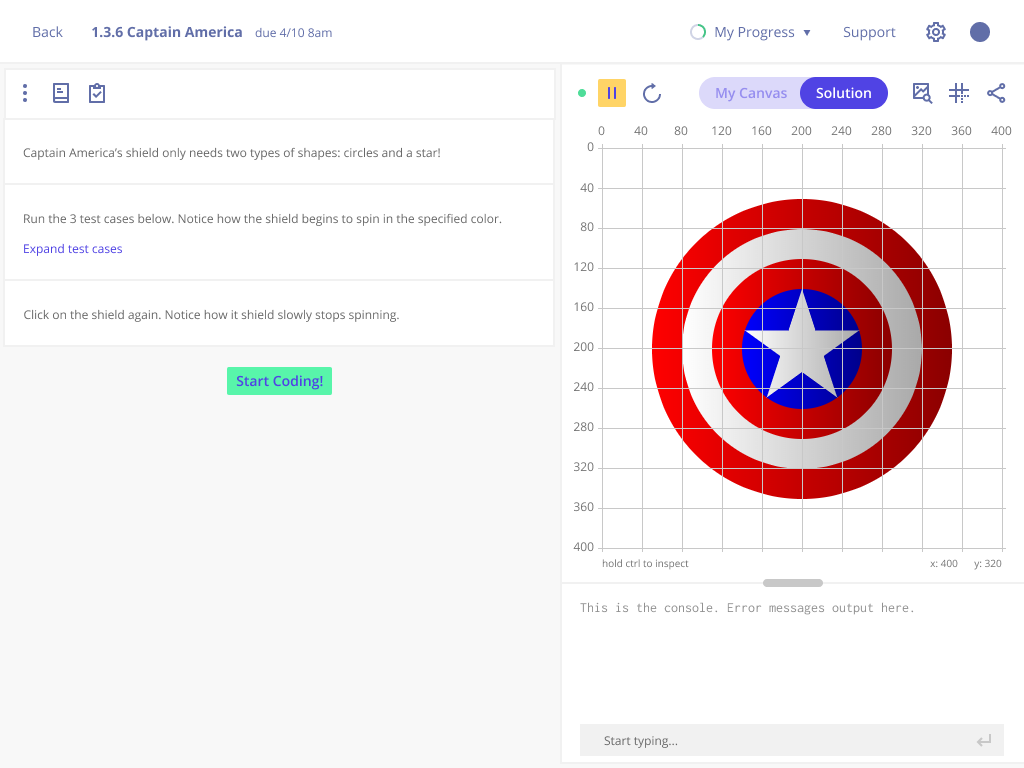 Back 1.3.6 Captain America due 4/10 8am My Progress ▼ Support
My Canvas Solution
Captain America’s shield only needs two types of shapes: circles and a star!
Run the 3 test cases below. Notice how the shield begins to spin in the specified color.
Expand test cases
Click on the shield again. Notice how it shield slowly stops spinning.
Start Coding!
0 40 80 120 160 200 240 280 320 360 400
0
40
80
120
160
200
240
280
320
360
400
hold ctrl to inspect x: 400 y: 320
This is the console. Error messages output here.
Start typing...